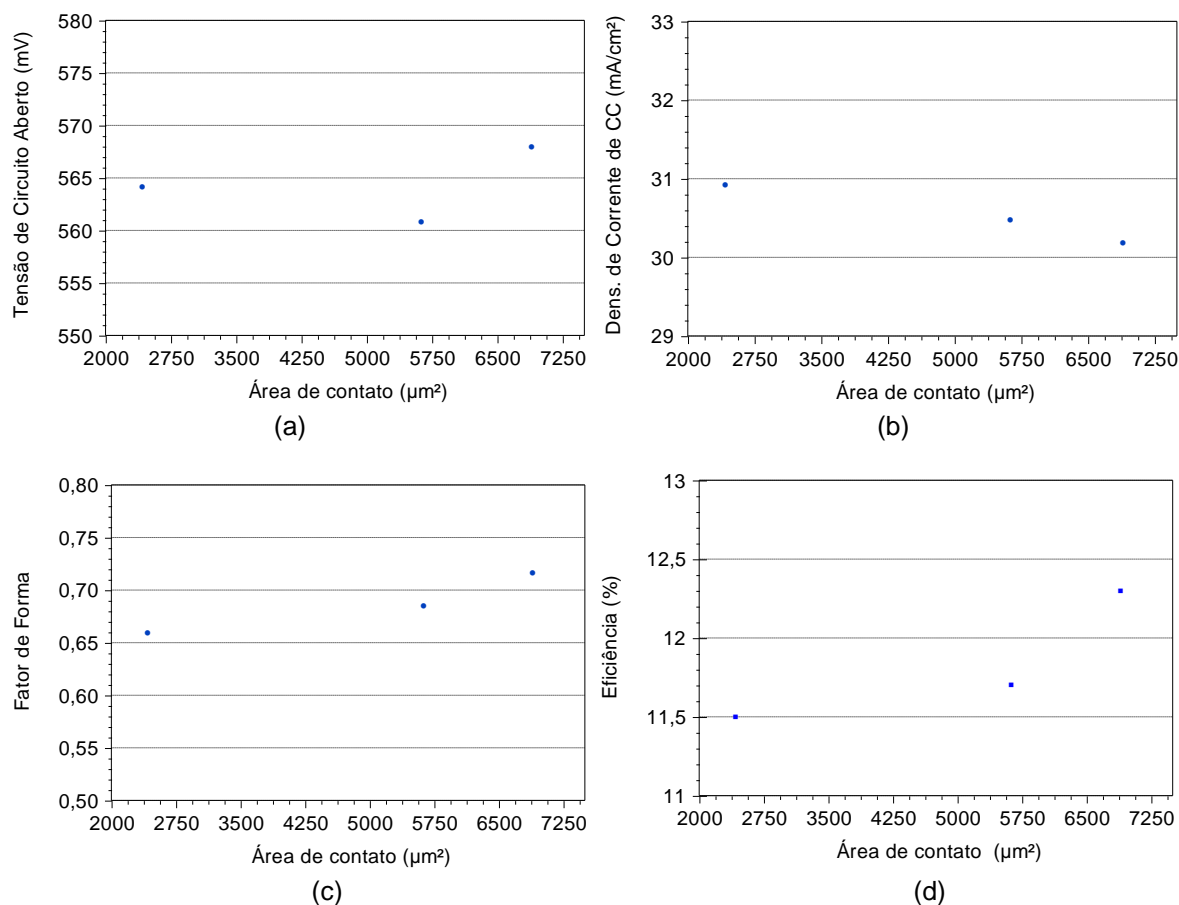 Tensão de Circuito Aberto (mV)
580
575
570
565
560
555
550
2000 2750 3500 4250 5000 5750 6500 7250
Área de contato (µm²)
(a)
Dens. de Corrente de CC (mA/cm²)
33
32
31
30
29
2000 2750 3500 4250 5000 5750 6500 7250
Área de contato (µm²)
(b)
Fator de Forma
0,80
0,75
0,70
0,65
0,60
0,55
0,50
2000 2750 3500 4250 5000 5750 6500 7250
Área de contato (µm²)
(c)
Eficiência (%)
13
12,5
12
11,5
11
2000 2750 3500 4250 5000 5750 6500 7250
Área de contato (µm²)
(d)